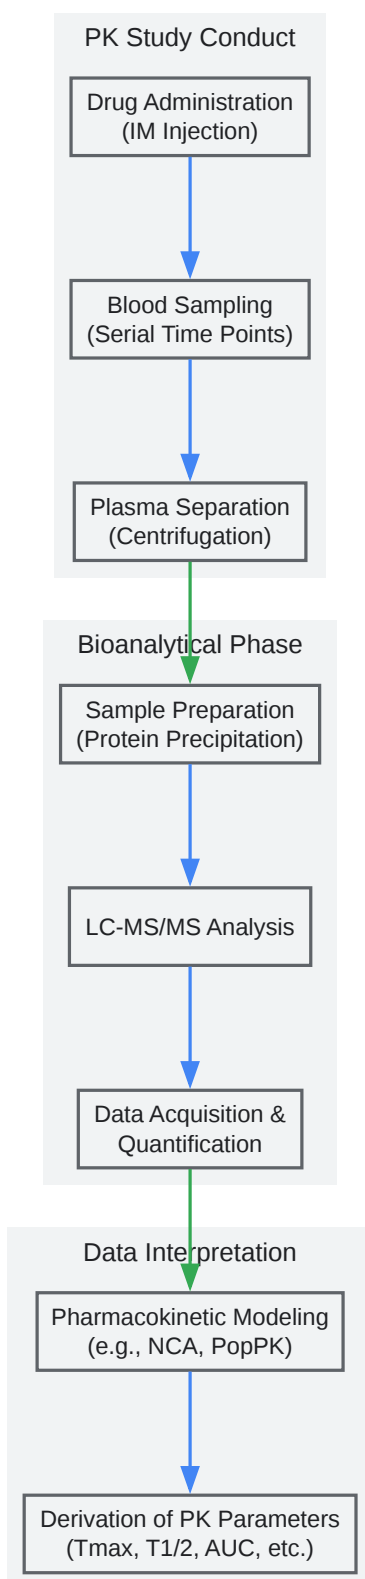 PK Study Conduct
Drug Administration
(IM Injection)
Blood Sampling
(Serial Time Points)
Plasma Separation
(Centrifugation)
Bioanalytical Phase
Sample Preparation
(Protein Precipitation)
LC-MS/MS Analysis
Data Acquisition &
Quantification
Data Interpretation
Pharmacokinetic Modeling
(e.g., NCA, PopPK)
Derivation of PK Parameters
(Tmax, T1/2, AUC, etc.)